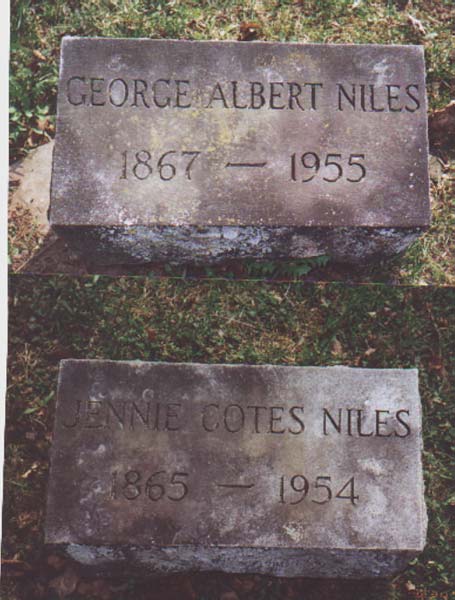 GEORGE ALBERT NILES
1867 — 1955
JENNIE COTES NILES
1865 — 1954